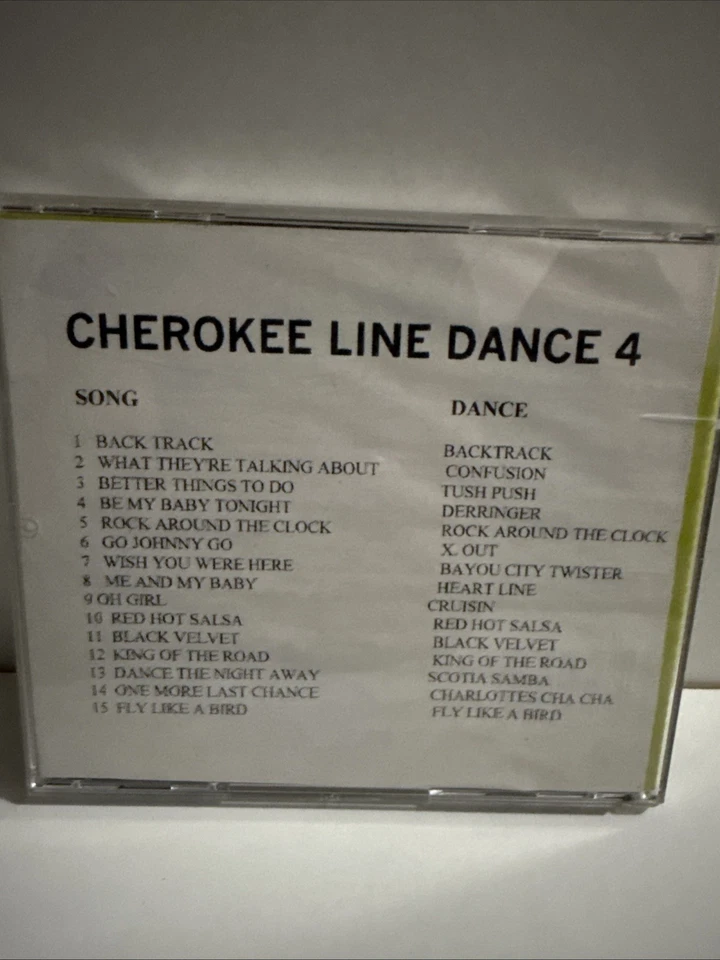 CHEROKEE LINE DANCE 4
SONG DANCE
1 BACK TRACK BACKTRACK
2 WHAT THEY'RE TALKING ABOUT CONFUSION
3 BETTER THINGS TO DO TUSH PUSH
4 BE MY BABY TONIGHT DERRINGER
5 ROCK AROUND THE CLOCK ROCK AROUND THE CLOCK
6 GO JOHNNY GO X. OUT
7 WISH YOU WERE HERE BAYOU CITY TWISTER
8 ME AND MY BABY HEART LINE
9 OH GIRL CRUISIN
10 RED HOT SALSA RED HOT SALSA
11 BLACK VELVET BLACK VELVET
12 KING OF THE ROAD KING OF THE ROAD
13 DANCE THE NIGHT AWAY SCOTIA SAMBA
14 ONE MORE LAST CHANCE CHARLOTTES CHA CHA
15 FLY LIKE A BIRD FLY LIKE A BIRD